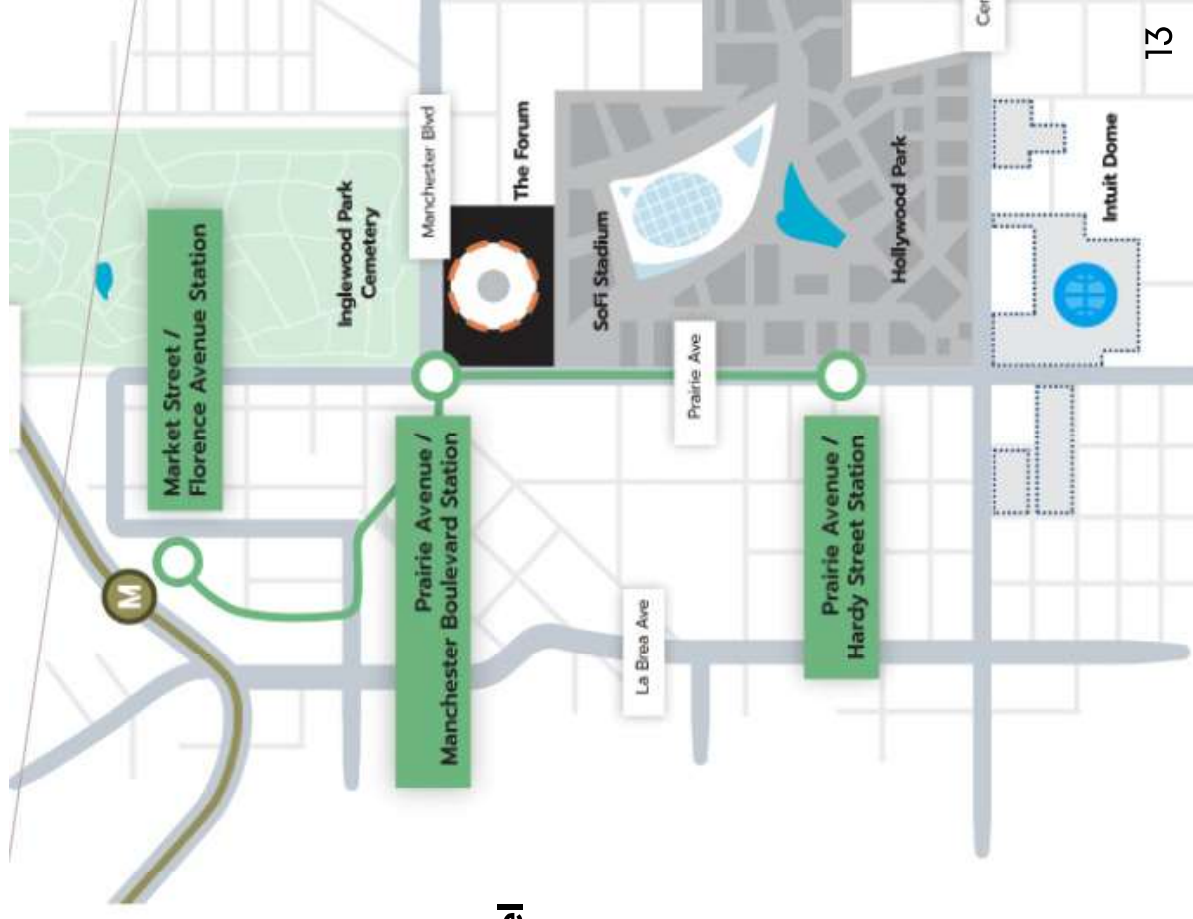 Market Street /
Florence Avenue Station
M
Inglewood Park
Cemetery
Prairie Avenue /
Manchester Boulevard Station
Manchester Blvd
The Forum
SoFi Stadium
La Brea Ave
Prairie Ave
Prairie Avenue /
Hardy Street Station
Hollywood Park
Intuit Dome
13